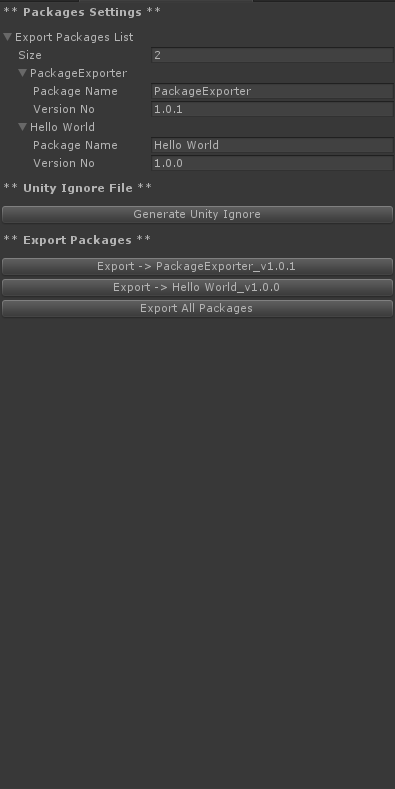 ** Packages Settings **
Export Packages List
Size 2
PackageExporter
Package Name PackageExporter
Version No 1.0.1
Hello World
Package Name Hello World
Version No 1.0.0
** Unity Ignore File **
Generate Unity Ignore
** Export Packages **
Export -> PackageExporter_v1.0.1
Export -> Hello World_v1.0.0
Export All Packages